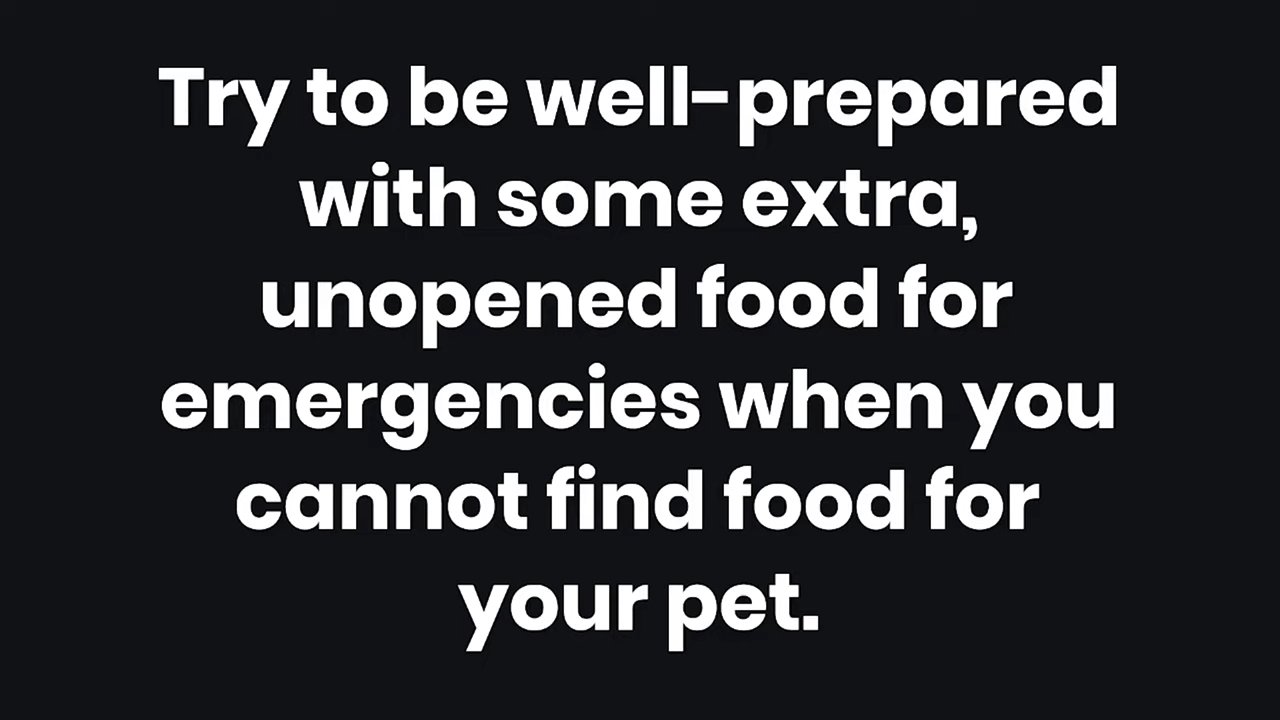 Try to be well-prepared
with some extra,
unopened food for
emergencies when you
cannot find food for
your pet.